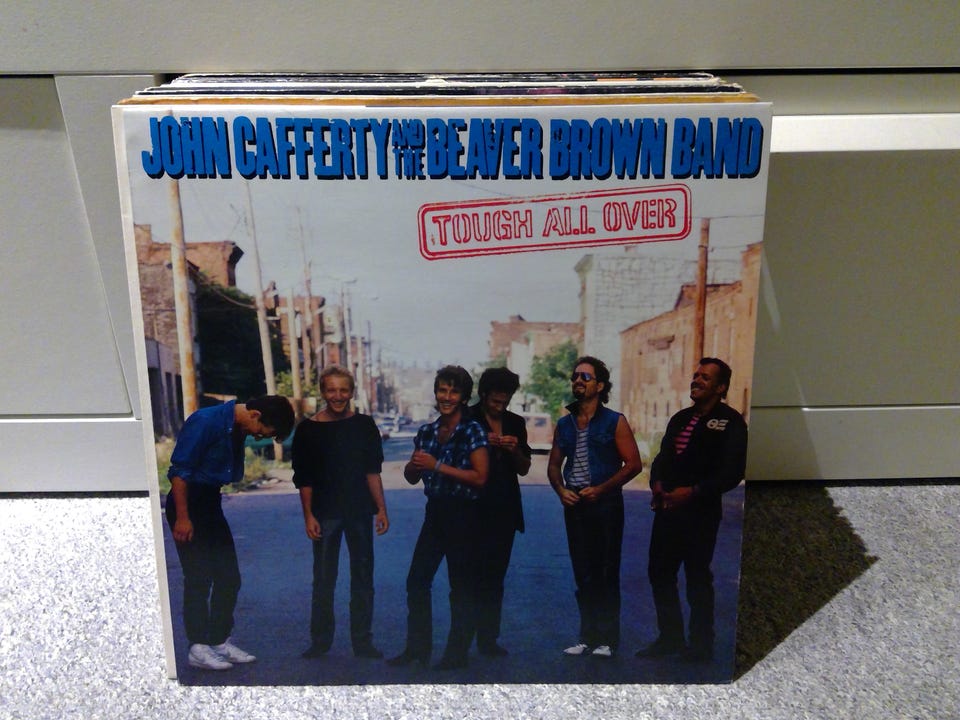 JOHN CAFFERTY AND THE BEAVER BROWN BAND
TOUGH ALL OVER